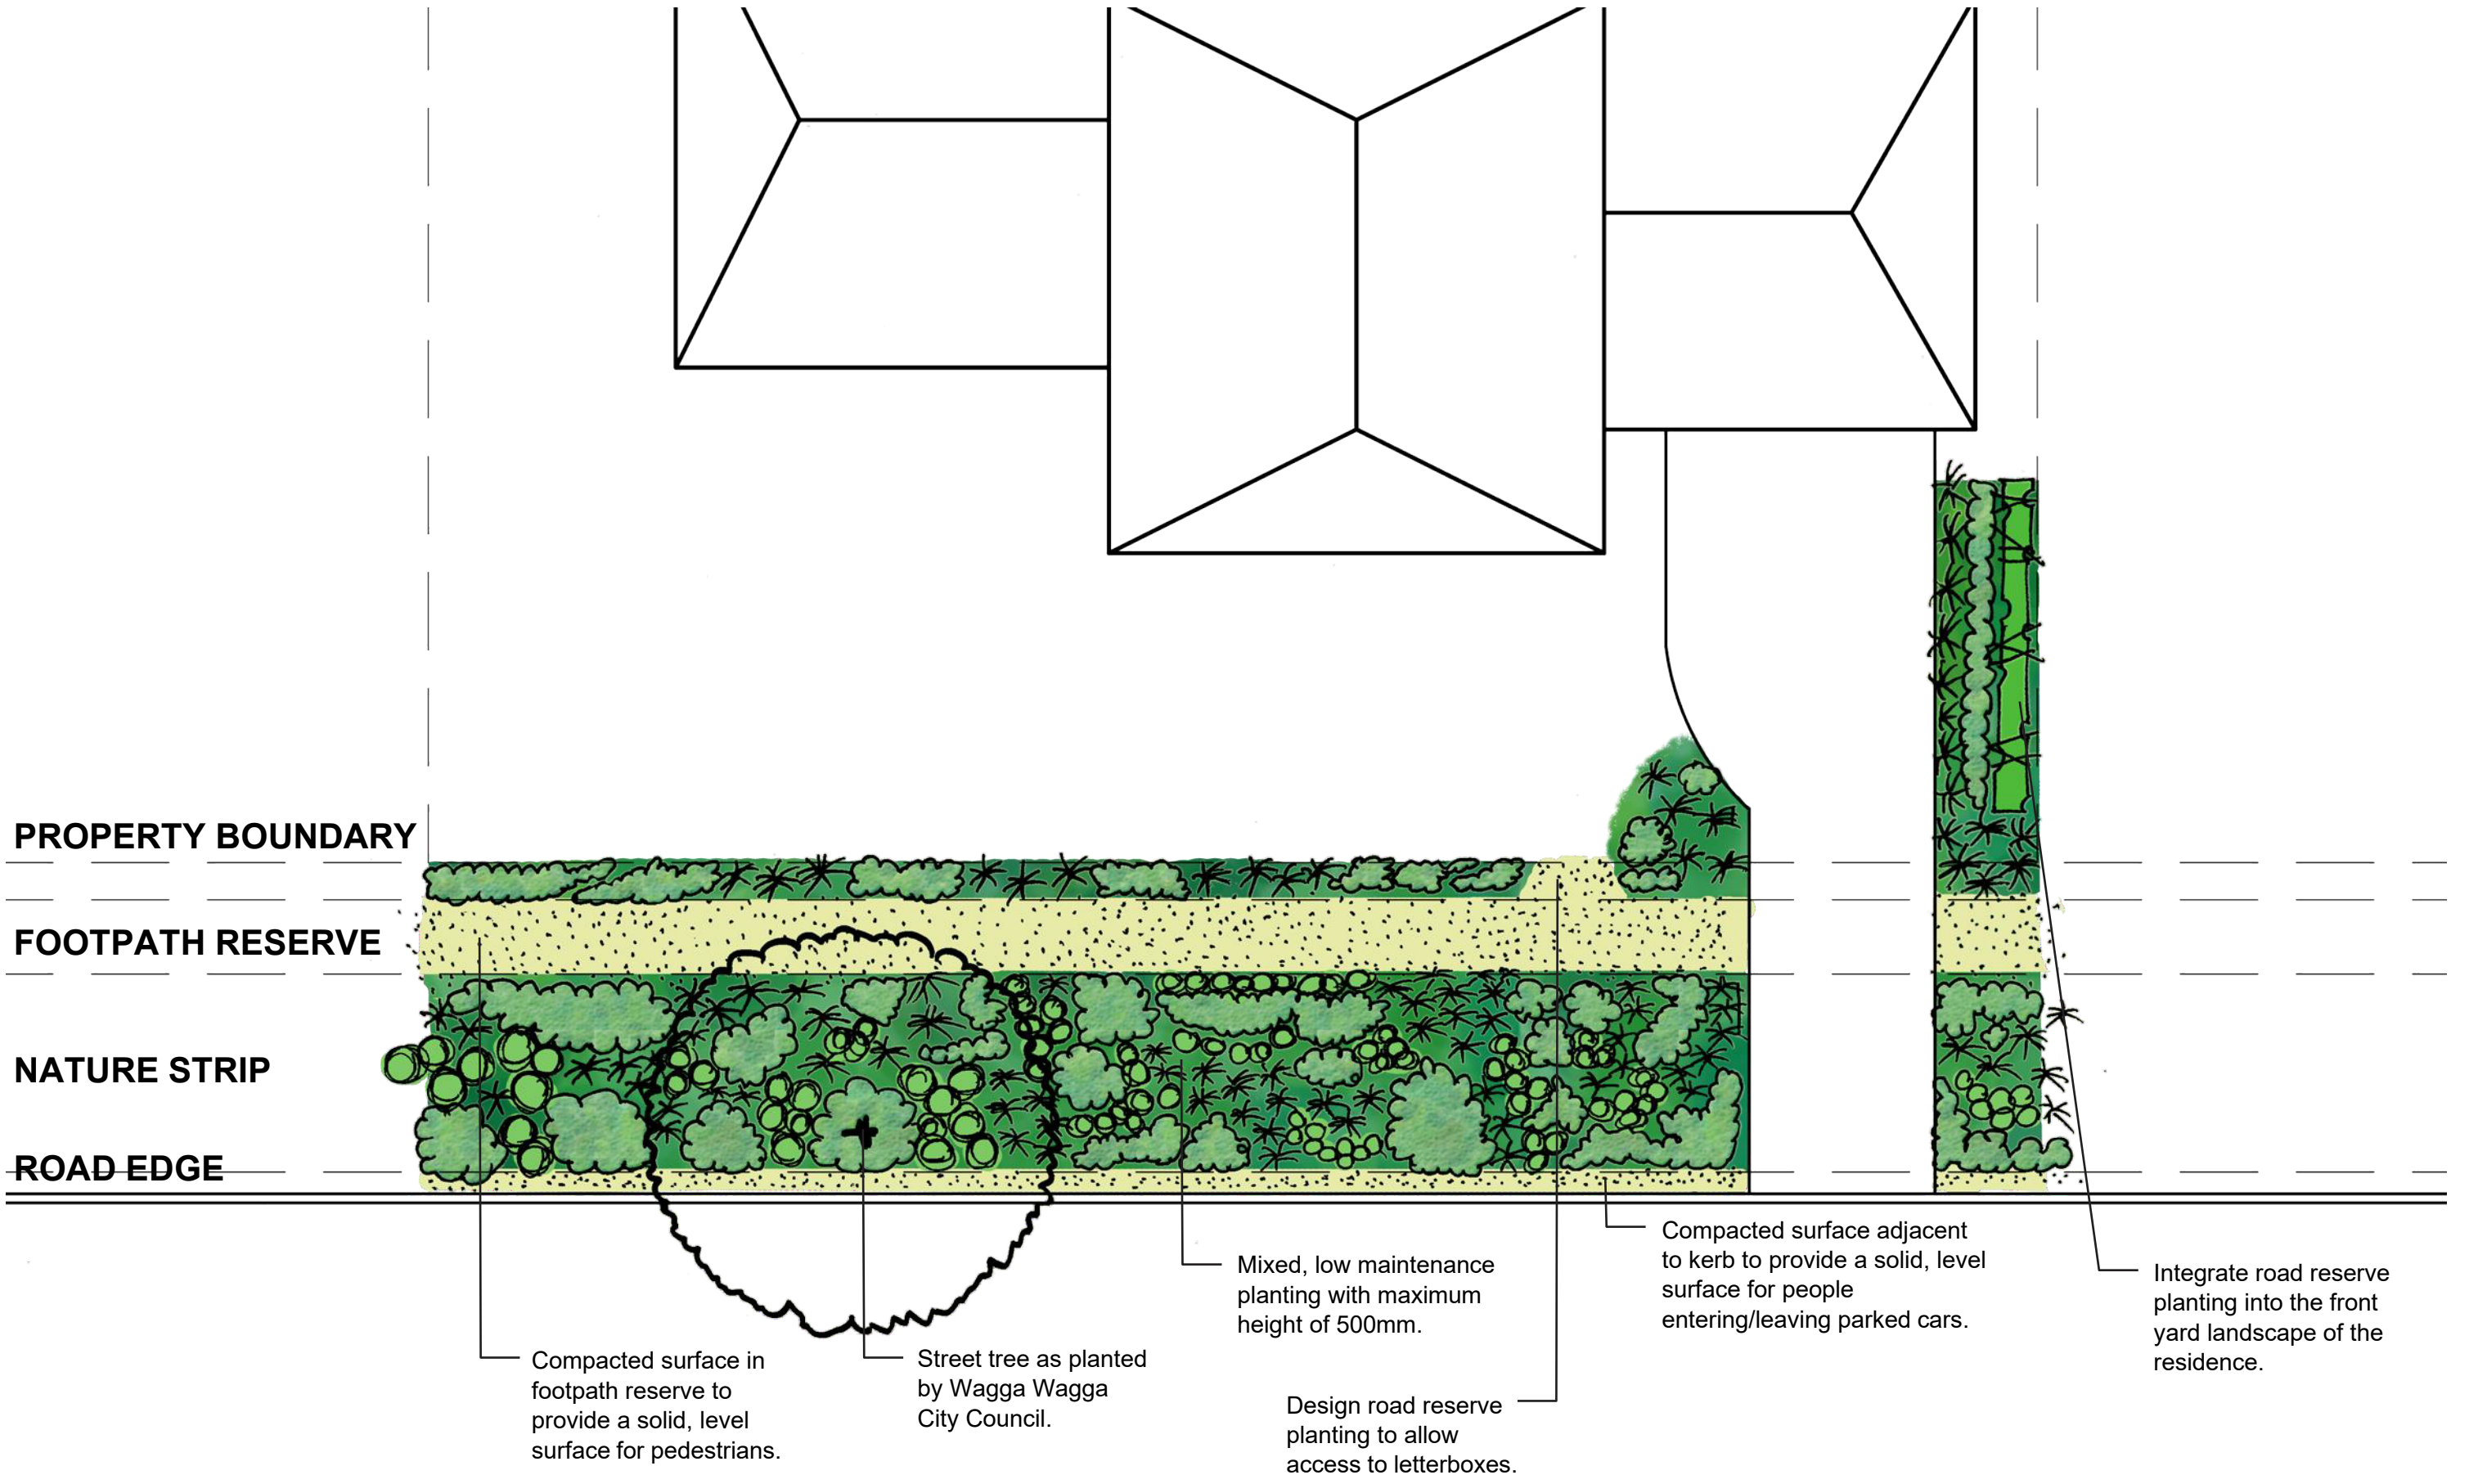 PROPERTY BOUNDARY
FOOTPATH RESERVE
NATURE STRIP
ROAD EDGE
Compacted surface in
footpath reserve to
provide a solid, level
surface for pedestrians.
Street tree as planted
by Wagga Wagga
City Council.
Mixed, low maintenance
planting with maximum
height of 500mm.
Design road reserve
planting to allow
access to letterboxes.
Compacted surface adjacent
to kerb to provide a solid, level
surface for people
entering/leaving parked cars.
Integrate road reserve
planting into the front
yard landscape of the
residence.